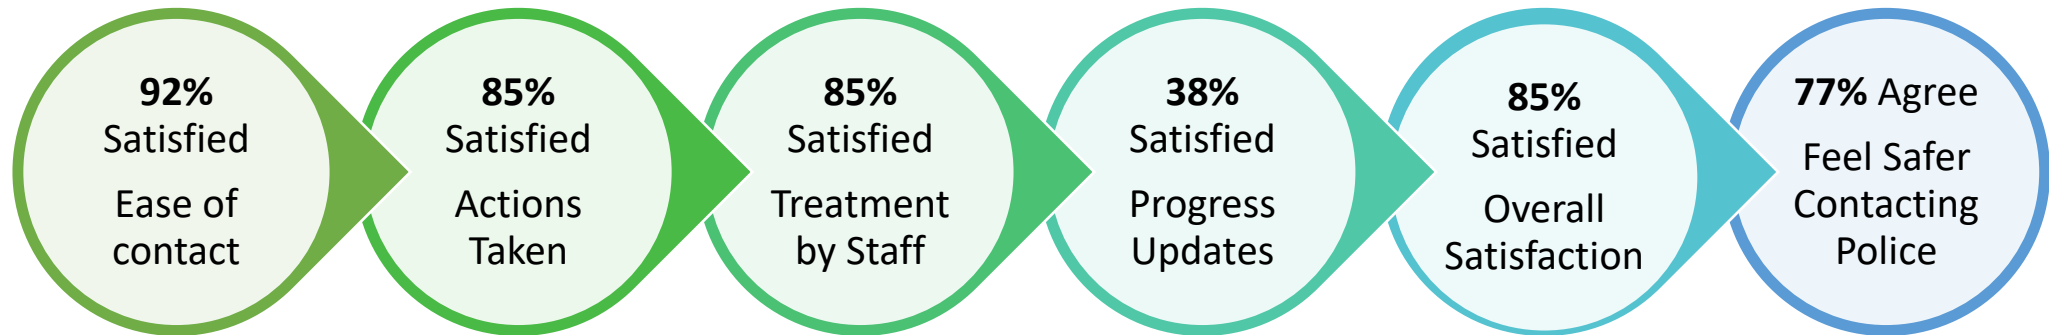 92%
Satisfied
Ease of
contact
85%
Satisfied
Actions
Taken
85%
Satisfied
Treatment
by Staff
38%
Satisfied
Progress
Updates
85%
Satisfied
Overall
Satisfaction
77% Agree
Feel Safer
Contacting
Police